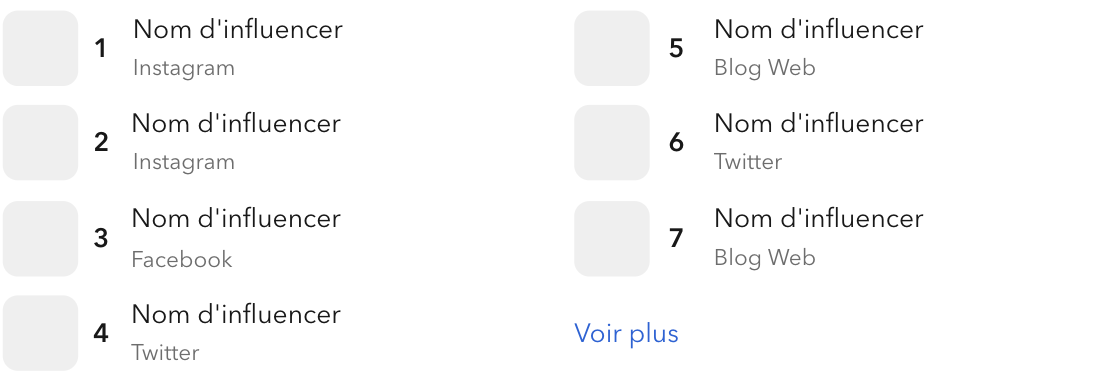 1
Nom d'influencer
Instagram
2
Nom d'influencer
Instagram
3
Nom d'influencer
Facebook
4
Nom d'influencer
Twitter
5
Nom d'influencer
Blog Web
6
Nom d'influencer
Twitter
7
Nom d'influencer
Blog Web
Voir plus